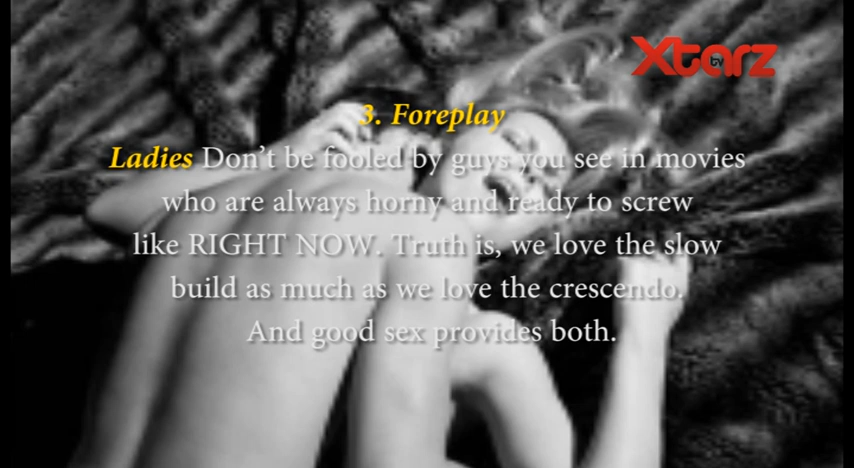 Xtarz
tv
3. Foreplay
Ladies Don't be fooled by guys you see in movies
who are always horny and ready to screw
like RIGHT NOW. Truth is, we love the slow
build as much as we love the crescendo.
And good sex provides both.